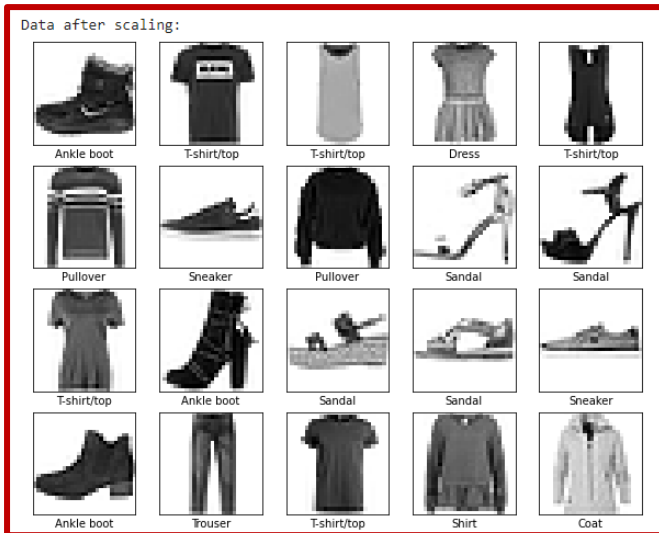 Data after scaling:
Ankle boot T-shirt/top T-shirt/top Dress T-shirt/top
Pullover Sneaker Pullover Sandal Sandal
T-shirt/top Ankle boot Sandal Sandal Sneaker
Ankle boot Trouser T-shirt/top Shirt Coat